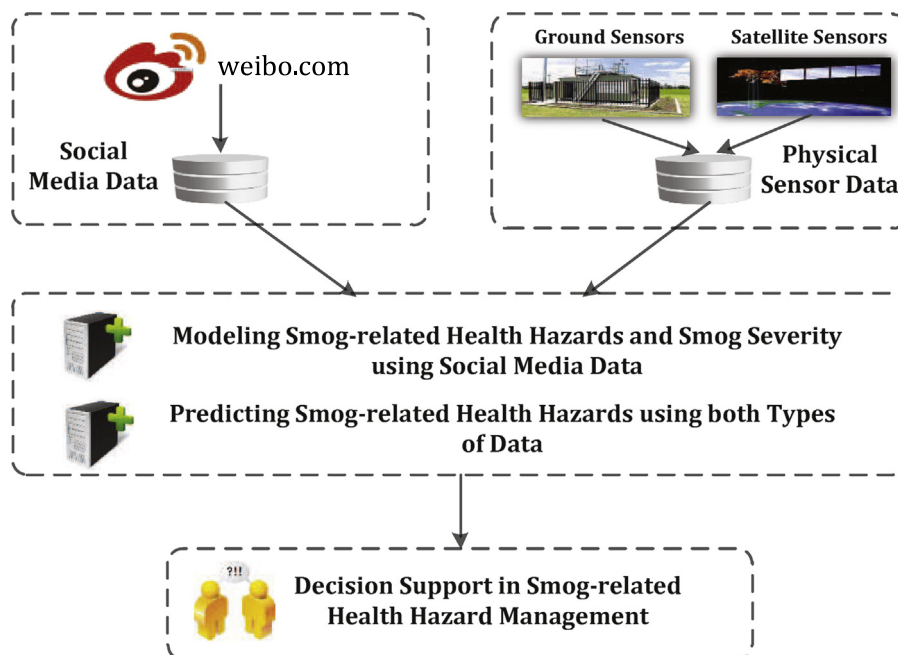 weibo.com
Social
Media Data
Ground Sensors
Satellite Sensors
Physical
Sensor Data
Modeling Smog-related Health Hazards and Smog Severity
using Social Media Data
Predicting Smog-related Health Hazards using both Types
of Data
?!!
Decision Support in Smog-related
Health Hazard Management